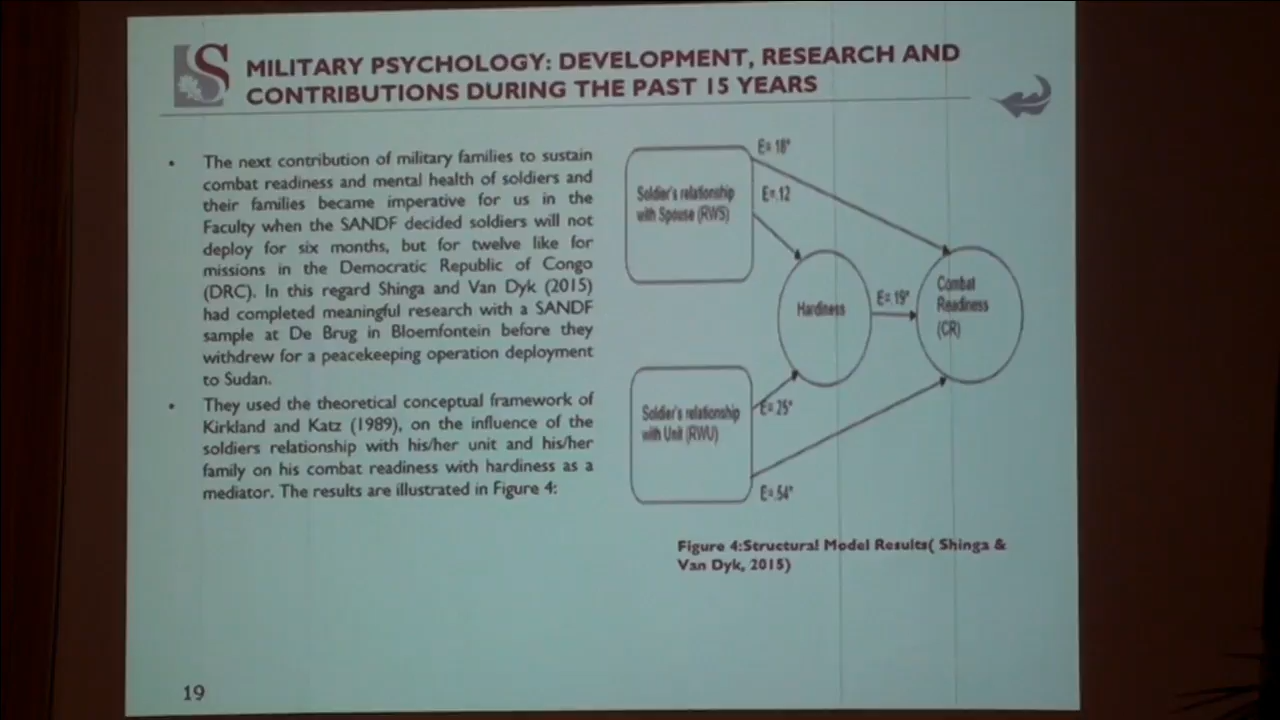 S
MILITARY PSYCHOLOGY: DEVELOPMENT, RESEARCH AND
CONTRIBUTIONS DURING THE PAST 15 YEARS
• The next contribution of military families to sustain
combat readiness and mental health of soldiers and
their families became imperative for us in the
Faculty when the SANDF decided soldiers will not
deploy for six months, but for twelve like for
missions in the Democratic Republic of Congo
(DRC). In this regard Shinga and Van Dyk (2015)
had completed meaningful research with a SANDF
sample at De Brug in Bloemfontein before they
withdrew for a peacekeeping operation deployment
to Sudan.
• They used the theoretical conceptual framework of
Kirkland and Katz (1989), on the influence of the
soldiers relationship with his/her unit and his/her
family on his combat readiness with hardiness as a
mediator. The results are illustrated in Figure 4:
Soldier's relationship
with Spouse (RWS)
E=.18*
E=.12
Hardiness
E=.19*
Combat
Readiness
(CR)
Soldier's relationship
with Unit (RWU)
E=.25*
E=.54*
Figure 4:Structural Model Results( Shinga &
Van Dyk, 2015)
19